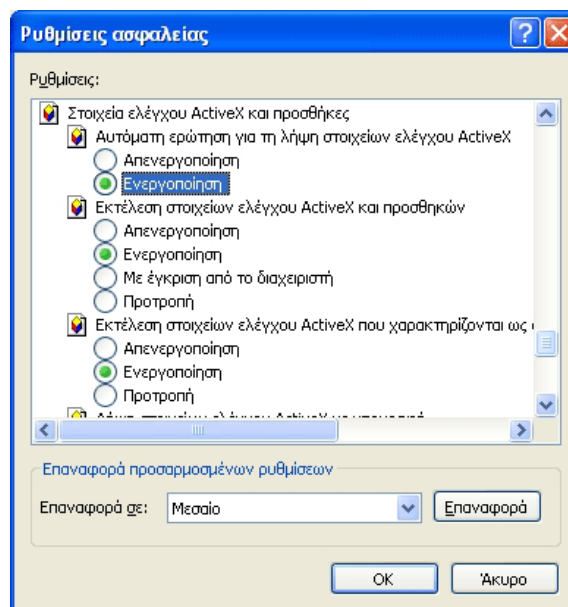 Ρυθμίσεις ασφαλείας
Ρυθμίσεις:
Στοιχεία ελέγχου ActiveX και προσθήκες
Αυτόματη ερώτηση για τη λήψη στοιχείων ελέγχου ActiveX
Απενεργοποίηση
Ενεργοποίηση
Εκτέλεση στοιχείων ελέγχου ActiveX και προσθηκών
Απενεργοποίηση
Ενεργοποίηση
Με έγκριση από το διαχειριστή
Προτροπή
Εκτέλεση στοιχείων ελέγχου ActiveX που χαρακτηρίζονται ως
Απενεργοποίηση
Ενεργοποίηση
Προτροπή
Επαναφορά προσαρμοσμένων ρυθμίσεων
Επαναφορά σε: Μεσαίο Επαναφορά
OK Άκυρο